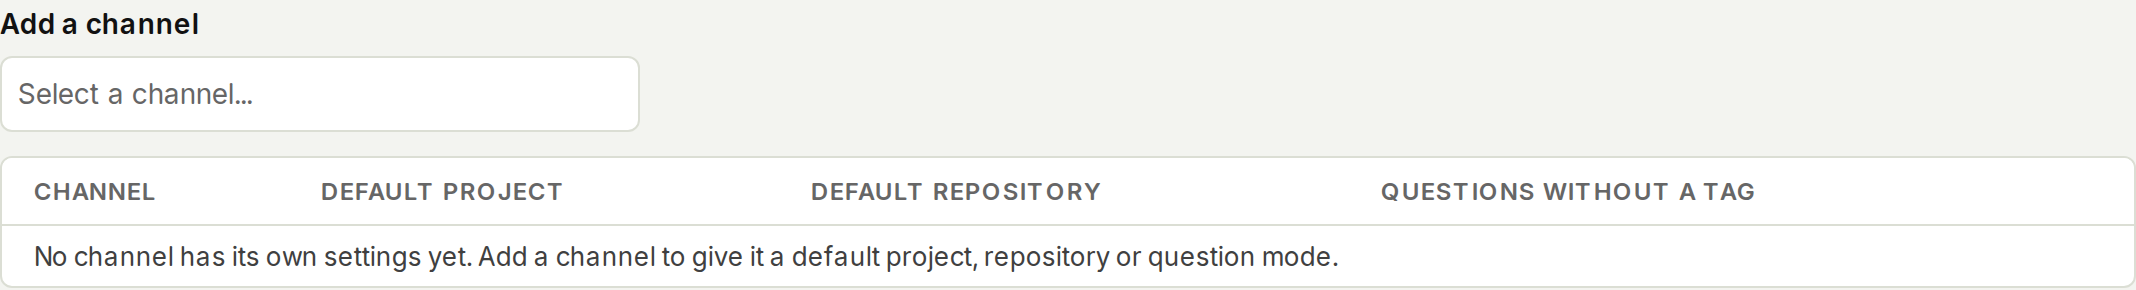 Add a channel
Select a channel...
CHANNEL DEFAULT PROJECT DEFAULT REPOSITORY QUESTIONS WITHOUT A TAG
No channel has its own settings yet. Add a channel to give it a default project, repository or question mode.